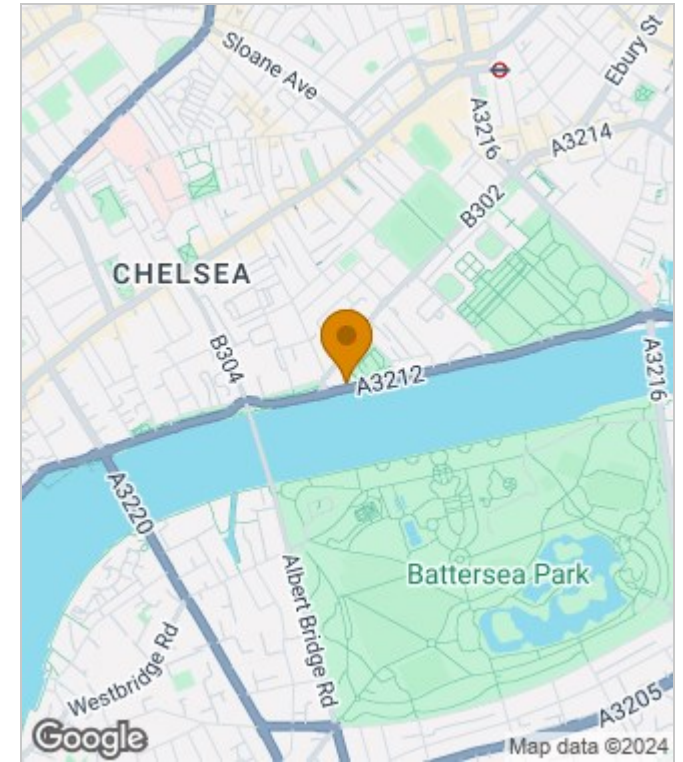 Sloane Ave
Ebury St
A3216
A3214
B302
CHELSEA
B304
A3212
A3216
A3220
Battersea Park
Albert Bridge Rd
Westbridge Rd
A3205
Google
Map data ©2024